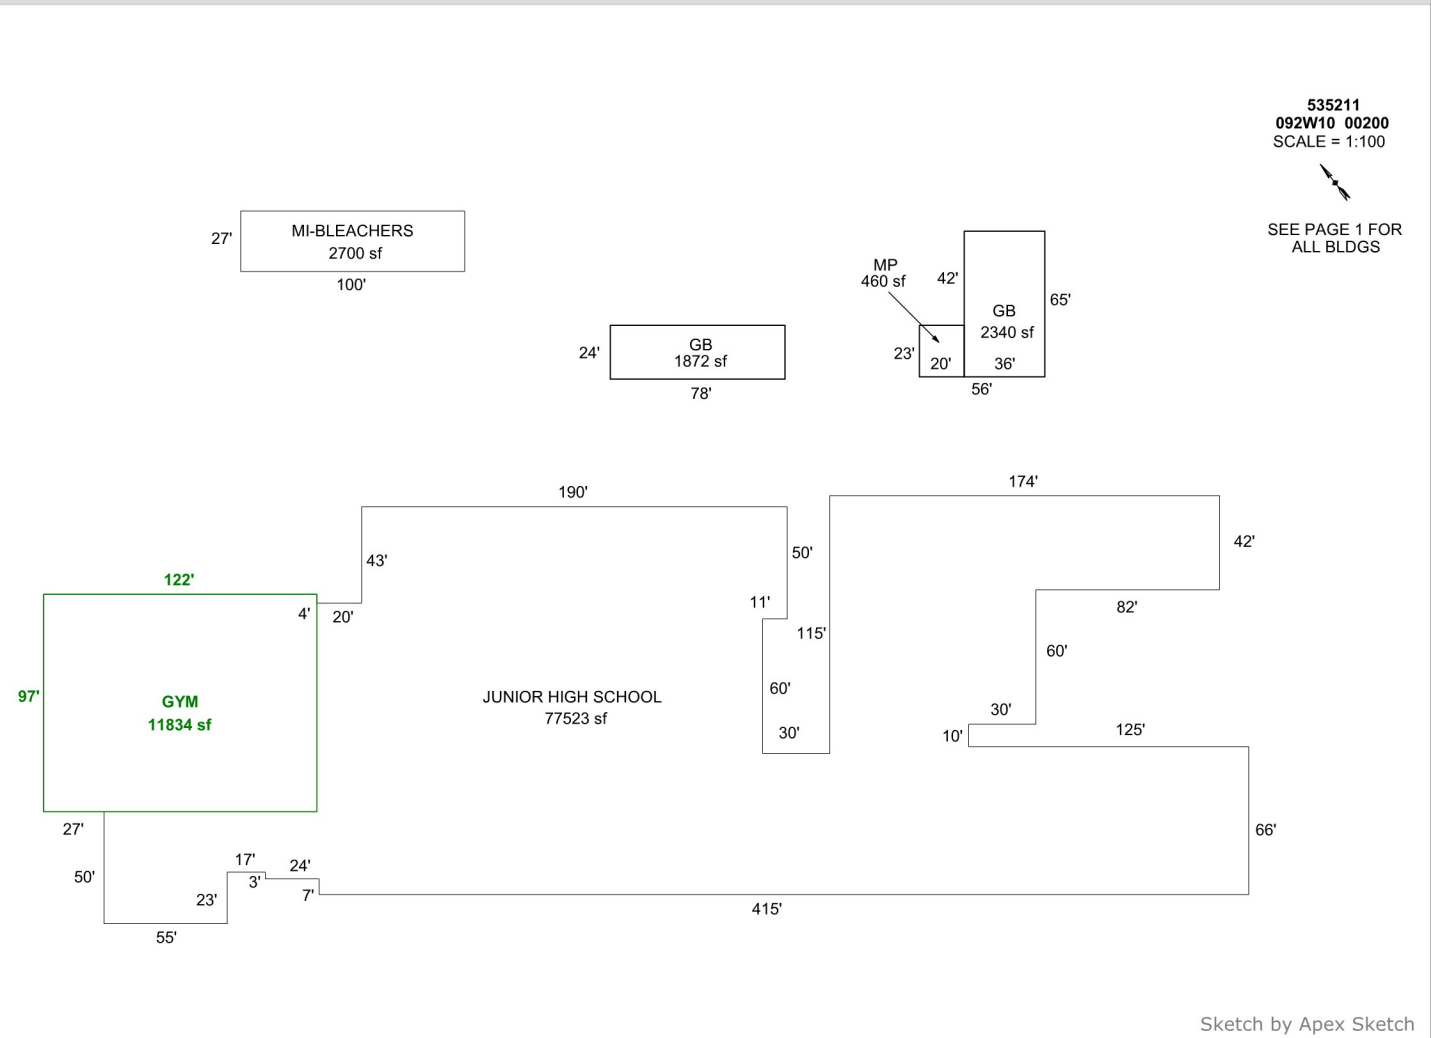 535211
092W10 00200
SCALE = 1:100
SEE PAGE 1 FOR
ALL BLDGS
27'
MI-BLEACHERS
2700 sf
100'
MP
460 sf
42'
GB
2340 sf
65'
23'
20'
36'
56'
24'
GB
1872 sf
78'
190'
174'
43'
50'
42'
122'
4'
20'
11'
115'
82'
60'
97'
GYM
11834 sf
JUNIOR HIGH SCHOOL
77523 sf
60'
30'
30'
10'
125'
27'
50'
17'
3'
24'
7'
23'
55'
66'
415'
Sketch by Apex Sketch